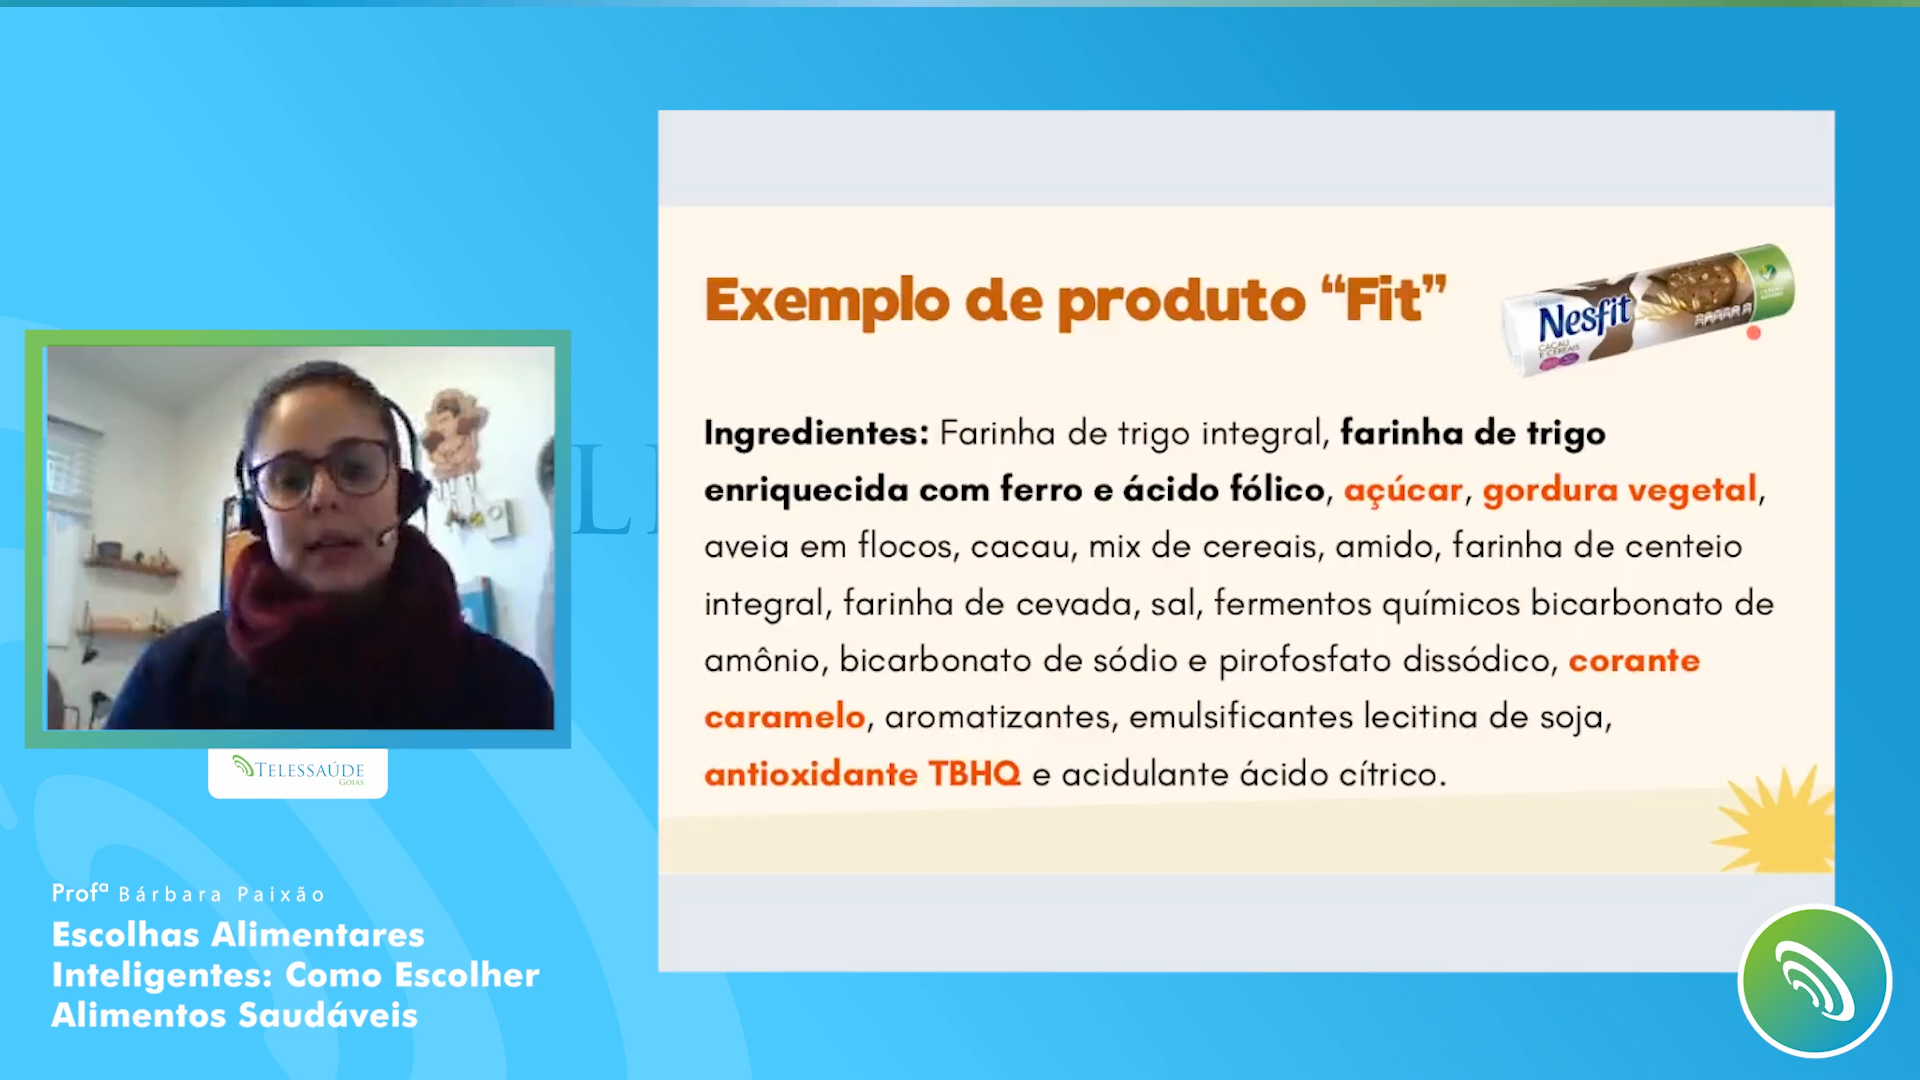 Exemplo de produto “Fit”
Nesfit
CACAU
E CEREAIS
Ingredientes: Farinha de trigo integral, farinha de trigo
enriquecida com ferro e ácido fólico, açúcar, gordura vegetal,
aveia em flocos, cacau, mix de cereais, amido, farinha de centeio
integral, farinha de cevada, sal, fermentos químicos bicarbonato de
amônio, bicarbonato de sódio e pirofosfato dissódico, corante
caramelo, aromatizantes, emulsificantes lecitina de soja,
antioxidante TBHQ e acidulante ácido cítrico.
TELESSAÚDE
GOIÁS
Profª Bárbara Paixão
Escolhas Alimentares
Inteligentes: Como Escolher
Alimentos Saudáveis